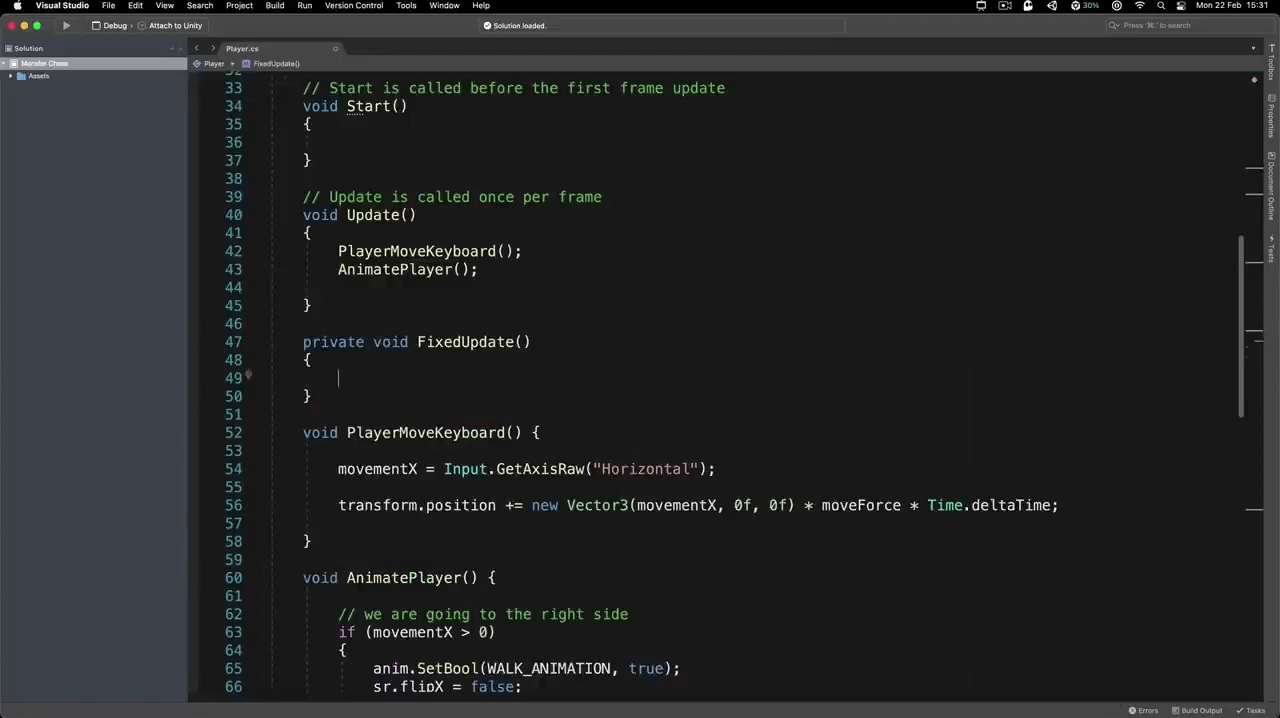 Visual Studio File Edit View Search Project Build Run Version Control Tools Window Help 30% Mon 22 Feb 15:31
Debug › Attach to Unity Solution loaded. Press '⌘.' to search
Solution Player.cs
Monster Chase Player FixedUpdate()
Assets
33 // Start is called before the first frame update
34 void Start()
35 {
36
37 }
38
39 // Update is called once per frame
40 void Update()
41 {
42 PlayerMoveKeyboard();
43 AnimatePlayer();
44
45 }
46
47 private void FixedUpdate()
48 {
49
50 }
51
52 void PlayerMoveKeyboard() {
53
54 movementX = Input.GetAxisRaw("Horizontal");
55
56 transform.position += new Vector3(movementX, 0f, 0f) * moveForce * Time.deltaTime;
57
58 }
59
60 void AnimatePlayer() {
61
62 // we are going to the right side
63 if (movementX > 0)
64 {
65 anim.SetBool(WALK_ANIMATION, true);
66 sr.flipX = false;
Toolbox
Properties
Document Outline
Tests
Errors Build Output Tasks